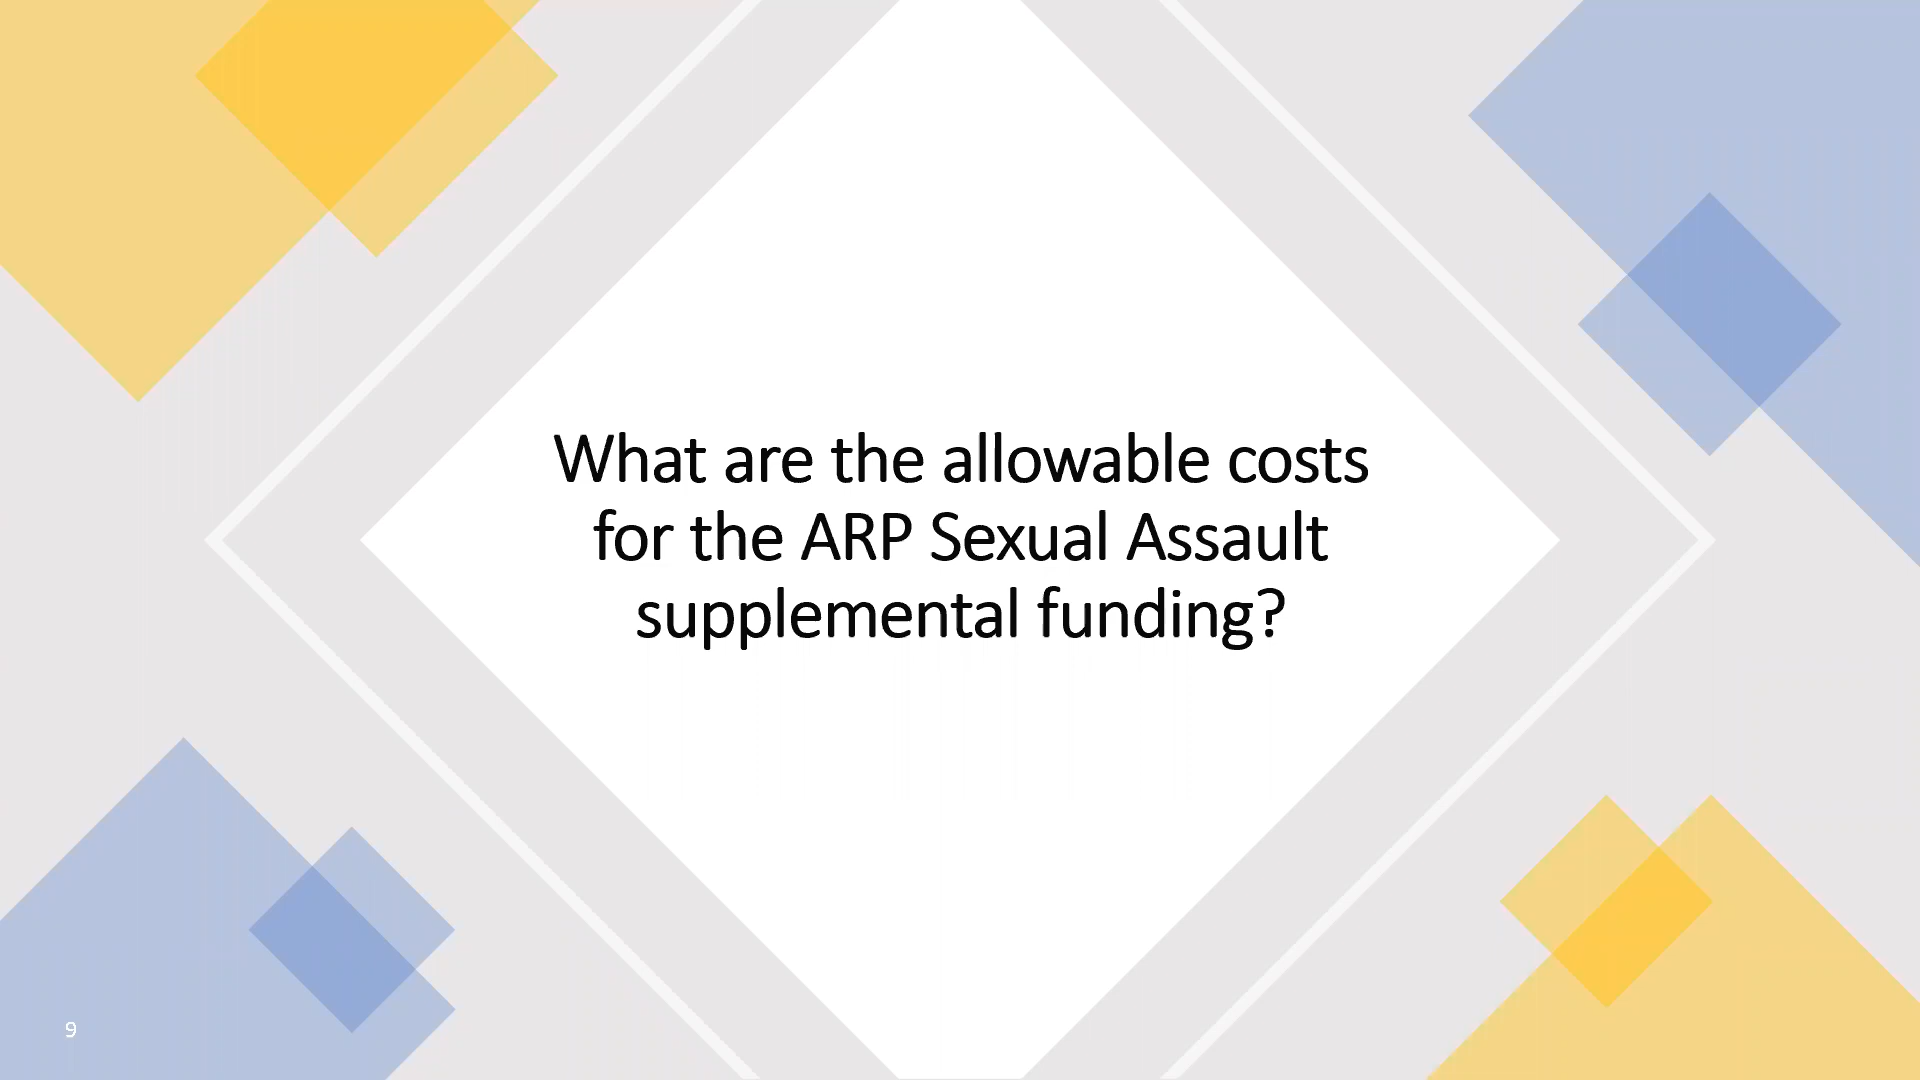 What are the allowable costs
for the ARP Sexual Assault
supplemental funding?
9